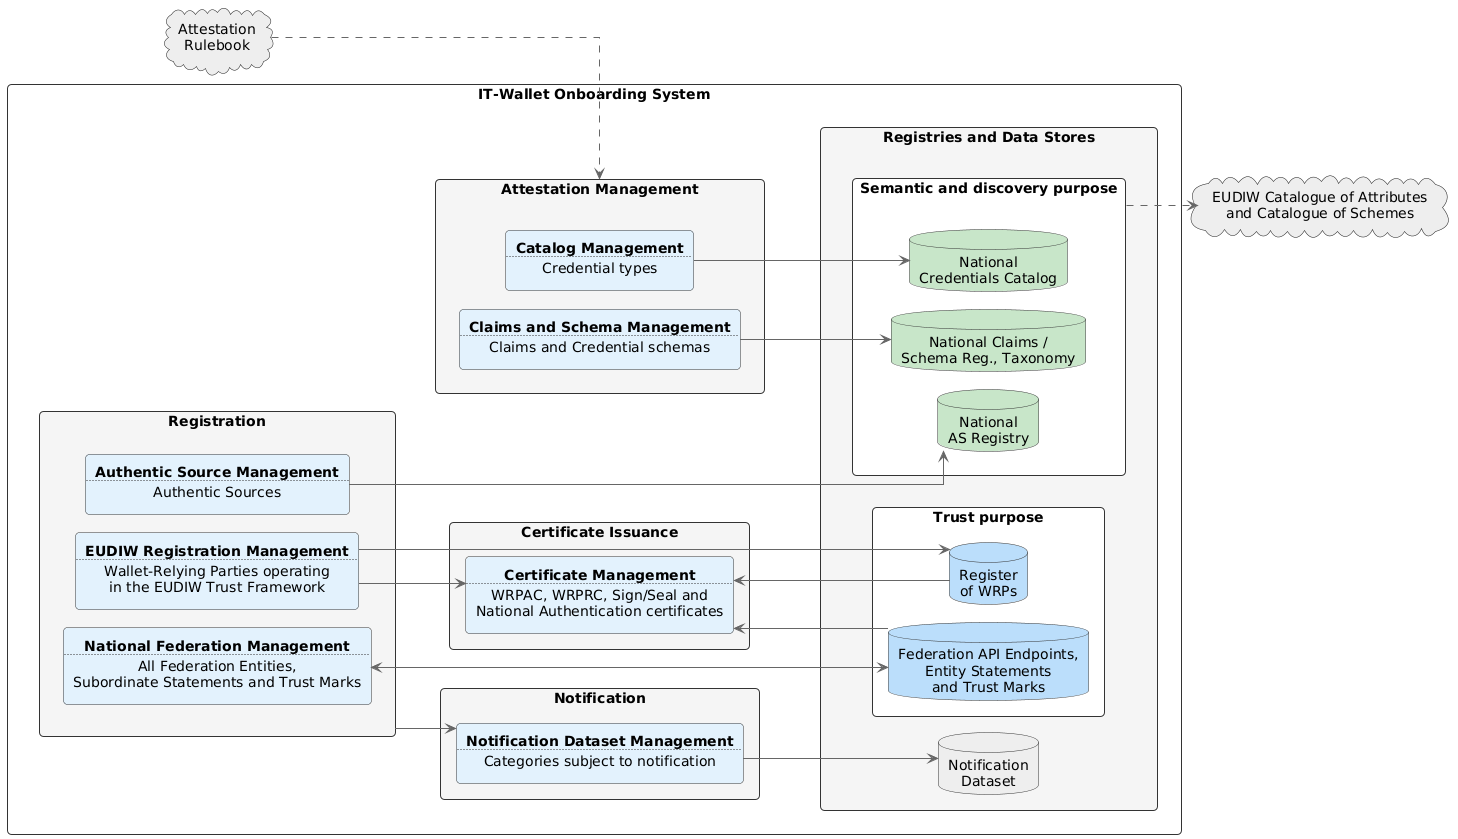 Attestation
Rulebook
IT-Wallet Onboarding System
Registries and Data Stores
Attestation Management
Semantic and discovery purpose
EUDIW Catalogue of Attributes
and Catalogue of Schemes
Catalog Management
Credential types
National
Credentials Catalog
Claims and Schema Management
Claims and Credential schemas
National Claims /
Schema Reg., Taxonomy
National
AS Registry
Registration
Authentic Source Management
Authentic Sources
EUDIW Registration Management
Wallet-Relying Parties operating
in the EUDIW Trust Framework
National Federation Management
All Federation Entities,
Subordinate Statements and Trust Marks
Certificate Issuance
Certificate Management
WRPAC, WRPRC, Sign/Seal and
National Authentication certificates
Trust purpose
Register
of WRPs
Federation API Endpoints,
Entity Statements
and Trust Marks
Notification
Notification Dataset Management
Categories subject to notification
Notification
Dataset